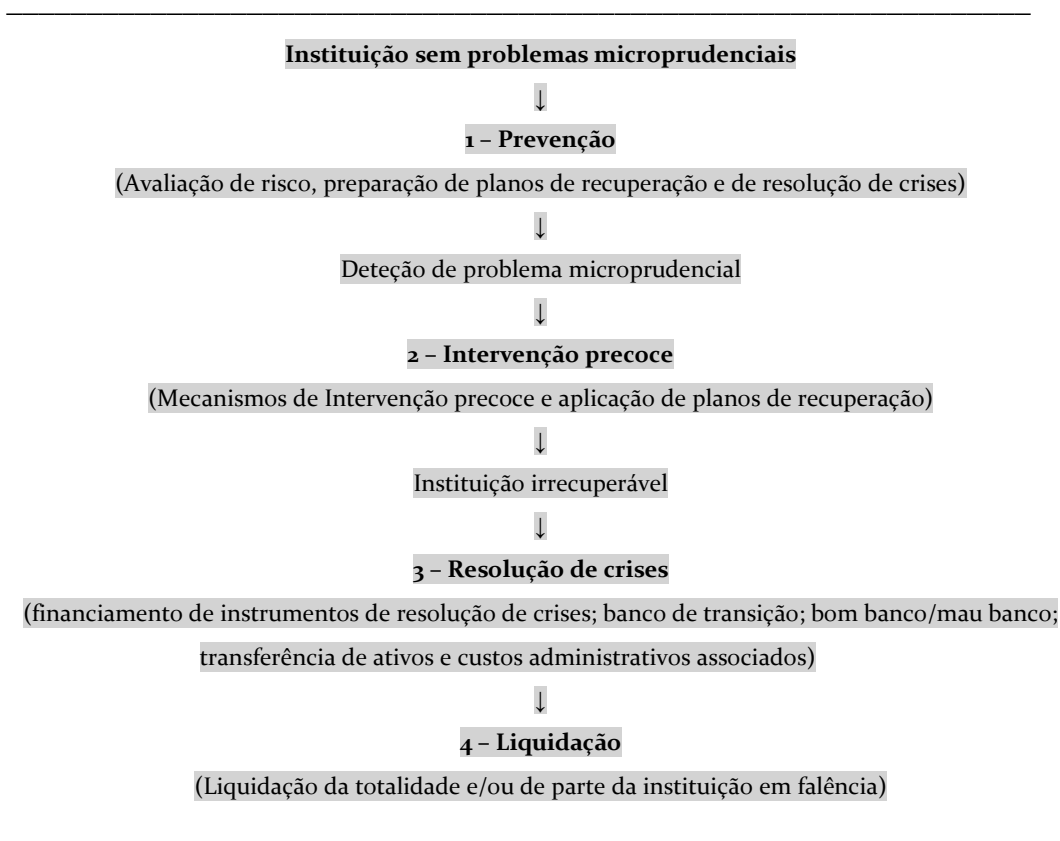 Instituição sem problemas microprudenciais
↓
1 – Prevenção
(Avaliação de risco, preparação de planos de recuperação e de resolução de crises)
↓
Deteção de problema microprudencial
↓
2 – Intervenção precoce
(Mecanismos de Intervenção precoce e aplicação de planos de recuperação)
↓
Instituição irrecuperável
↓
3 – Resolução de crises
(financiamento de instrumentos de resolução de crises; banco de transição; bom banco/mau banco;
transferência de ativos e custos administrativos associados)
↓
4 – Liquidação
(Liquidação da totalidade e/ou de parte da instituição em falência)